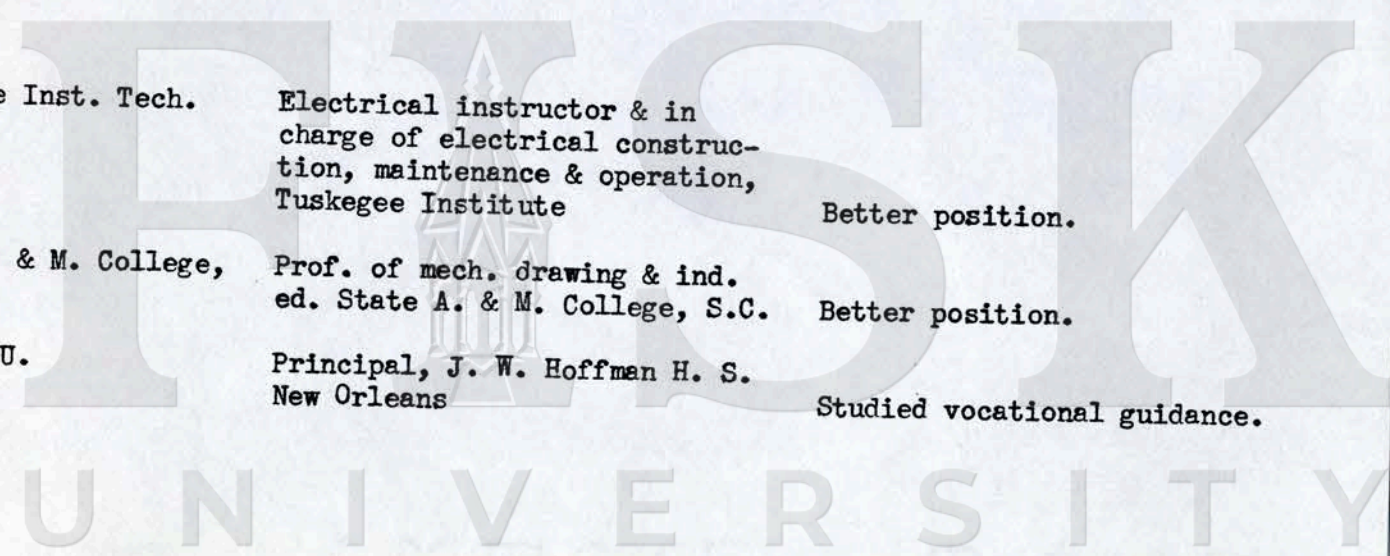 e Inst. Tech. Electrical instructor & in
charge of electrical construc-
tion, maintenance & operation,
Tuskegee Institute Better position.
& M. College, Prof. of mech. drawing & ind.
ed. State A. & M. College, S.C. Better position.
U. Principal, J. W. Hoffman H. S.
New Orleans Studied vocational guidance.
FISK
UNIVERSITY